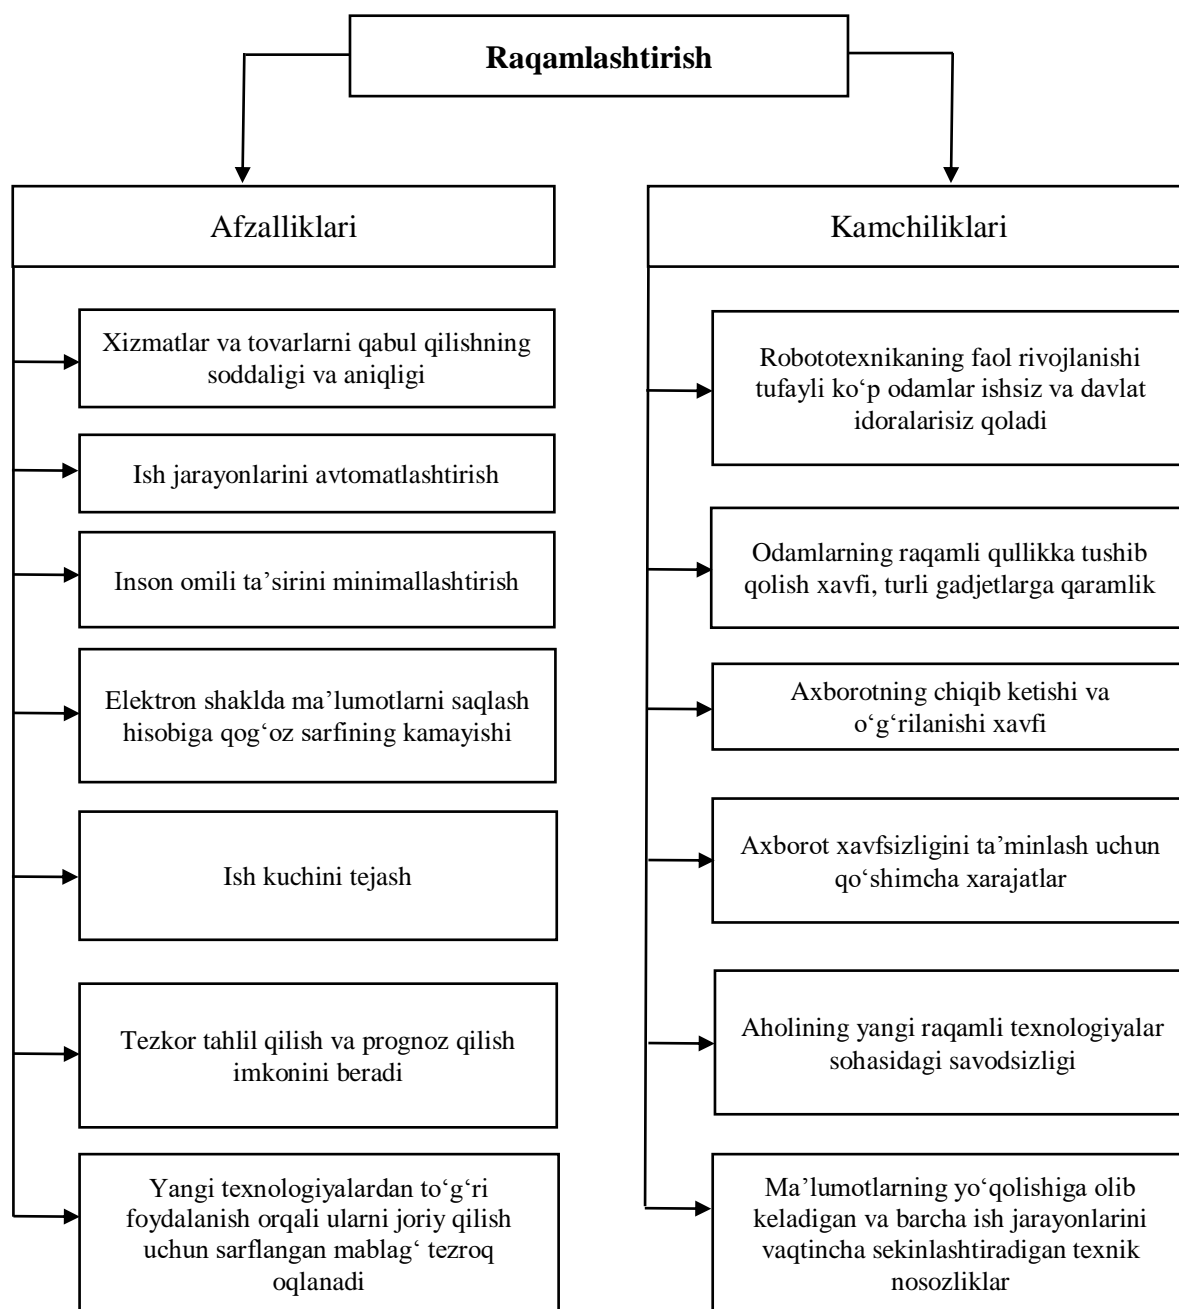 Raqamlashtirish
Afzalliklari
Xizmatlar va tovarlarni qabul qilishning
soddaligi va aniqligi
Ish jarayonlarini avtomatlashtirish
Inson omili ta’sirini minimallashtirish
Elektron shaklda ma’lumotlarni saqlash
hisobiga qog‘oz sarfining kamayishi
Ish kuchini tejash
Tezkor tahlil qilish va prognoz qilish
imkonini beradi
Yangi texnologiyalardan to‘g‘ri
foydalanish orqali ularni joriy qilish
uchun sarflangan mablag‘ tezroq
oqlanadi
Kamchiliklari
Robototexnikaning faol rivojlanishi
tufayli ko‘p odamlar ishsiz va davlat
idoralarisiz qoladi
Odamlarning raqamli qullikka tushib
qolish xavfi, turli gadjetlarga qaramlik
Axborotning chiqib ketishi va
o‘g‘rilanishi xavfi
Axborot xavfsizligini ta’minlash uchun
qo‘shimcha xarajatlar
Aholining yangi raqamli texnologiyalar
sohasidagi savodsizligi
Ma’lumotlarning yo‘qolishiga olib
keladigan va barcha ish jarayonlarini
vaqtincha sekinlashtiradigan texnik
nosozliklar